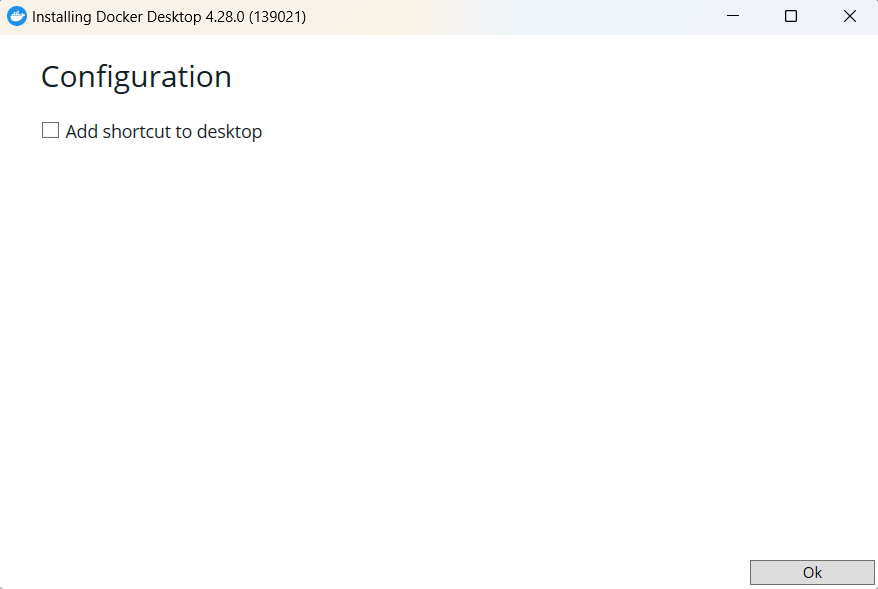 Installing Docker Desktop 4.28.0 (139021)
Configuration
Add shortcut to desktop
Ok